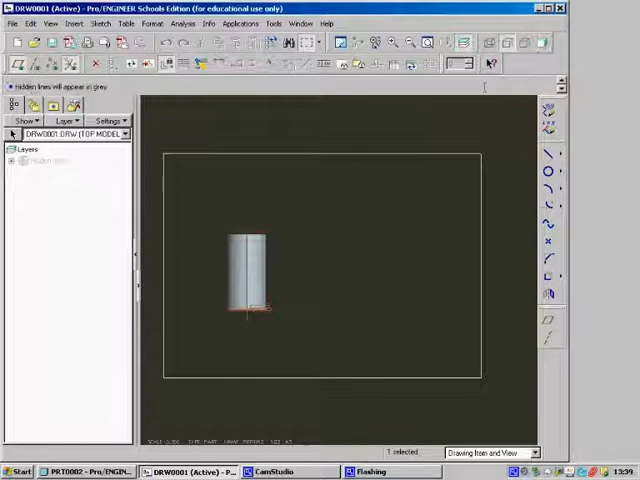 DRW0001 (Active) - Pro/ENGINEER Schools Edition (for educational use only)
File Edit View Insert Sketch Table Format Analysis Info Applications Tools Window Help
Hidden lines will appear in grey
Show Layer Settings
DRW0001.DRW (TOP MODEL
Layers
1 selected
Drawing Item and View
Start PRT0002 - Pro/ENGIN... DRW0001 (Active) - P... CamStudio Flashing 13:39